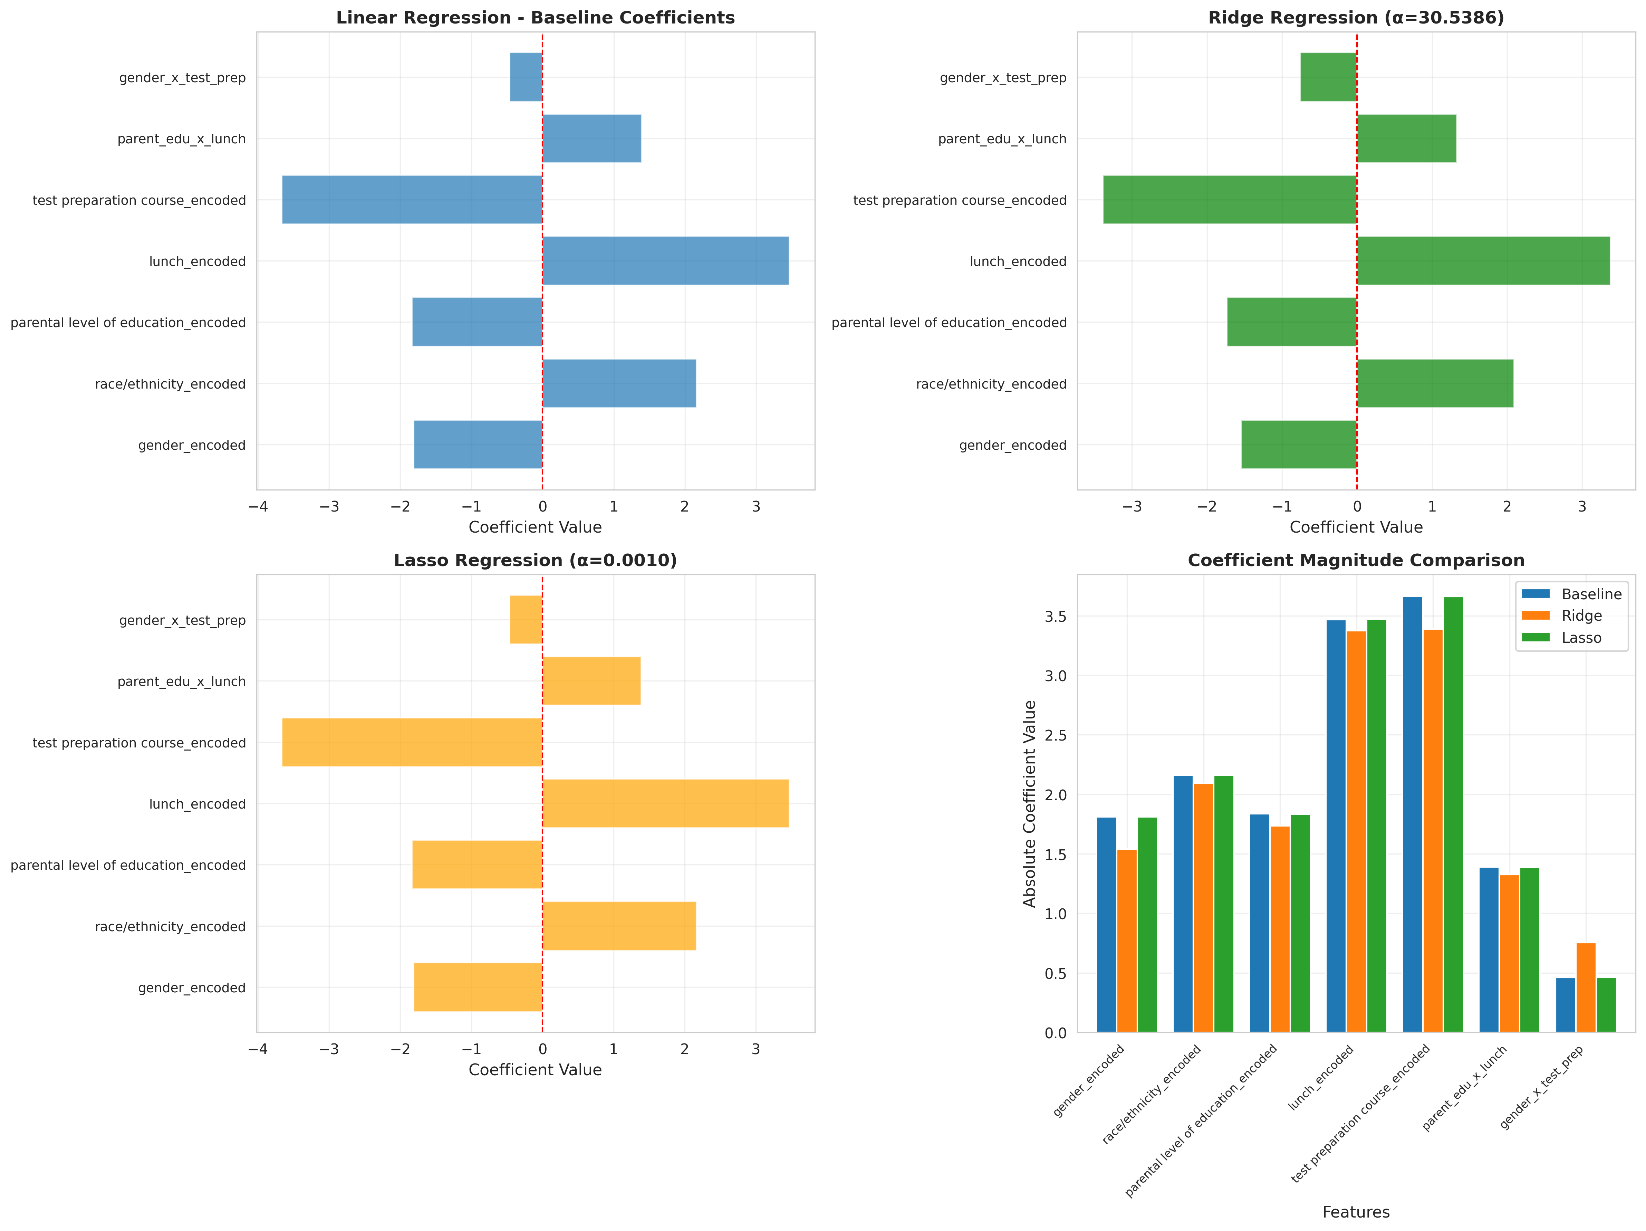 Linear Regression - Baseline Coefficients
gender_x_test_prep
parent_edu_x_lunch
test preparation course_encoded
lunch_encoded
parental level of education_encoded
race/ethnicity_encoded
gender_encoded
−4 −3 −2 −1 0 1 2 3
Coefficient Value
Ridge Regression (α=30.5386)
gender_x_test_prep
parent_edu_x_lunch
test preparation course_encoded
lunch_encoded
parental level of education_encoded
race/ethnicity_encoded
gender_encoded
−3 −2 −1 0 1 2 3
Coefficient Value
Lasso Regression (α=0.0010)
gender_x_test_prep
parent_edu_x_lunch
test preparation course_encoded
lunch_encoded
parental level of education_encoded
race/ethnicity_encoded
gender_encoded
−4 −3 −2 −1 0 1 2 3
Coefficient Value
Coefficient Magnitude Comparison
Baseline
Ridge
Lasso
Absolute Coefficient Value
3.5
3.0
2.5
2.0
1.5
1.0
0.5
0.0
gender_encoded
race/ethnicity_encoded
parental level of education_encoded
lunch_encoded
test preparation course_encoded
parent_edu_x_lunch
gender_x_test_prep
Features